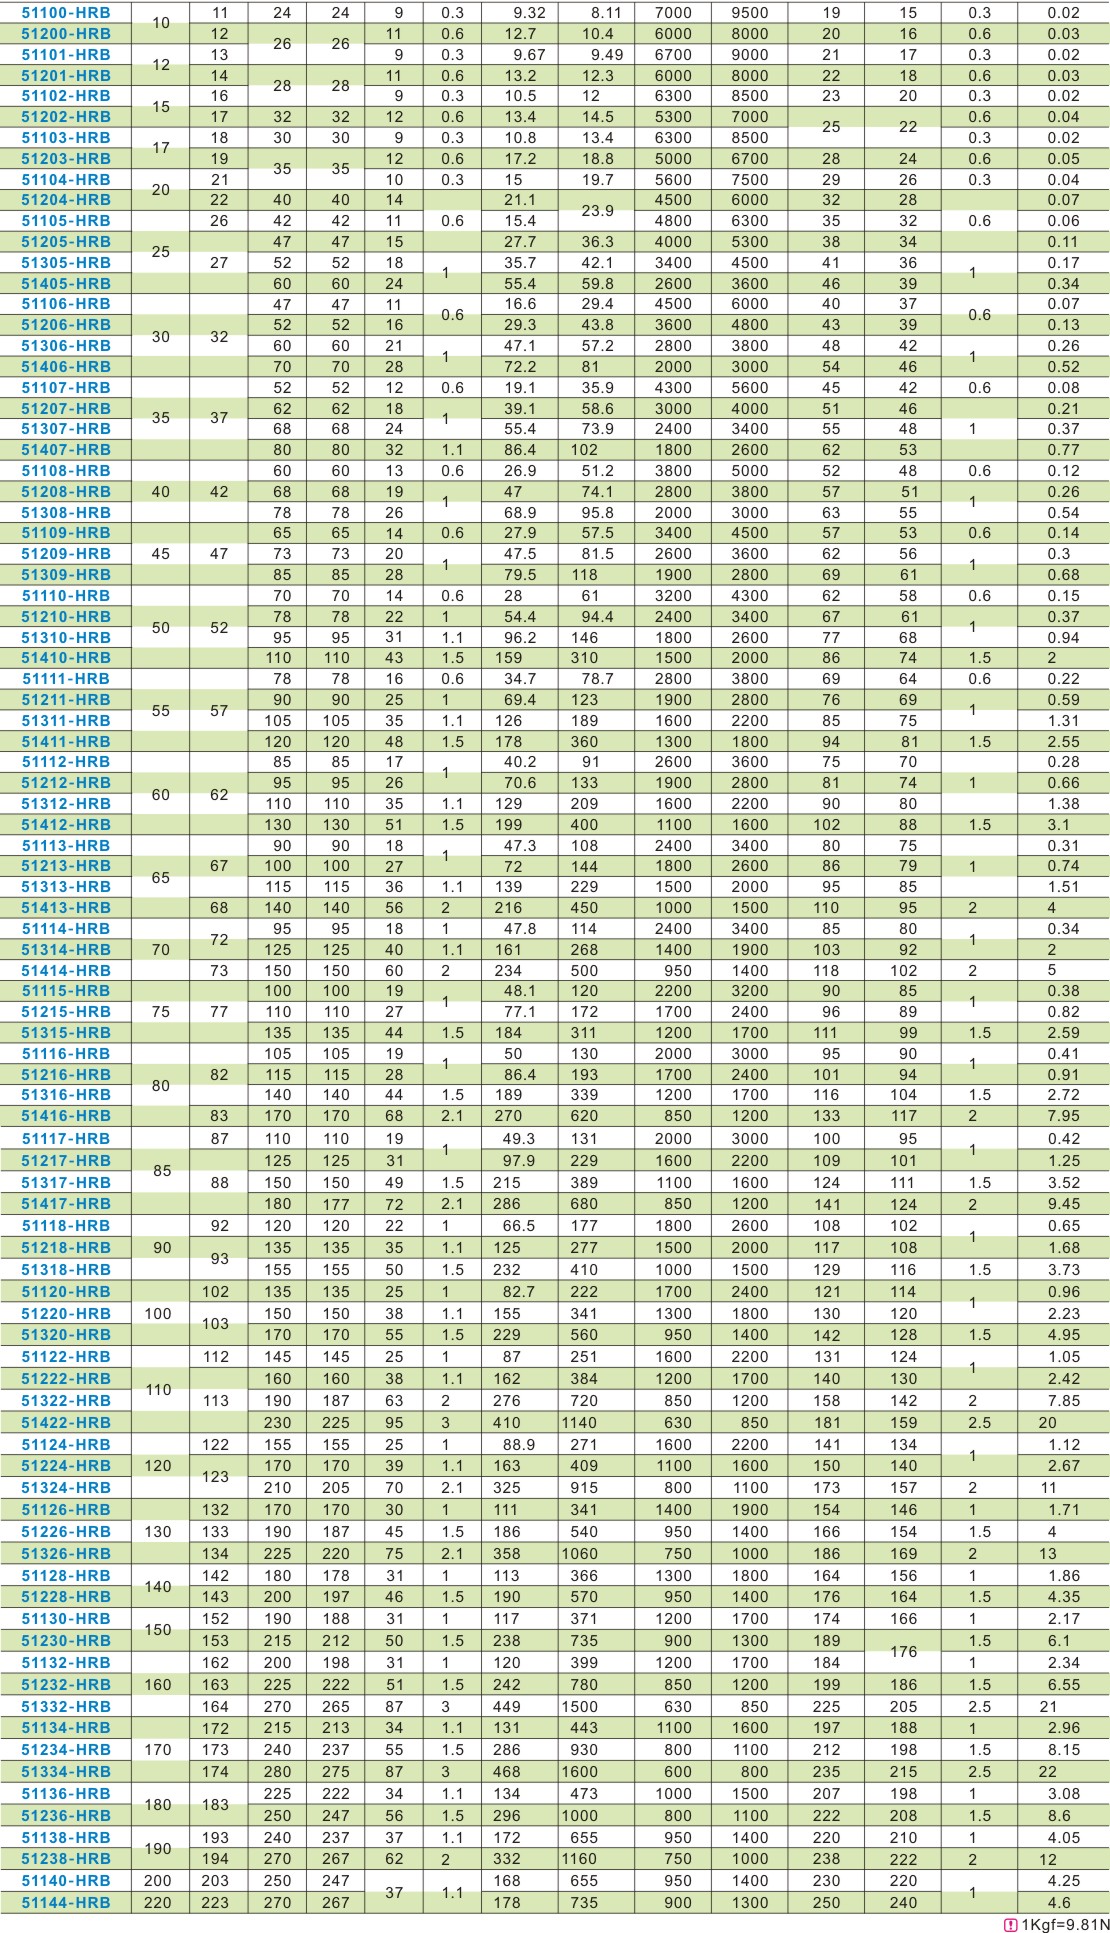 51100-HRB 10 11 24 24 9 0.3 9.32 8.11 7000 9500 19 15 0.3 0.02
51200-HRB 12 26 26 11 0.6 12.7 10.4 6000 8000 20 16 0.6 0.03
51101-HRB 12 13 9 0.3 9.67 9.49 6700 9000 21 17 0.3 0.02
51201-HRB 14 28 28 11 0.6 13.2 12.3 6000 8000 22 18 0.6 0.03
51102-HRB 15 16 9 0.3 10.5 12 6300 8500 23 20 0.3 0.02
51202-HRB 17 32 32 12 0.6 13.4 14.5 5300 7000 25 22 0.6 0.04
51103-HRB 17 18 30 30 9 0.3 10.8 13.4 6300 8500 0.3 0.02
51203-HRB 19 35 35 12 0.6 17.2 18.8 5000 6700 28 24 0.6 0.05
51104-HRB 20 21 10 0.3 15 19.7 5600 7500 29 26 0.3 0.04
51204-HRB 22 40 40 14 21.1 23.9 4500 6000 32 28 0.07
51105-HRB 26 42 42 11 0.6 15.4 4800 6300 35 32 0.6 0.06
51205-HRB 25 47 47 15 27.7 36.3 4000 5300 38 34 0.11
51305-HRB 27 52 52 18 1 35.7 42.1 3400 4500 41 36 1 0.17
51405-HRB 60 60 24 55.4 59.8 2600 3600 46 39 0.34
51106-HRB 47 47 11 0.6 16.6 29.4 4500 6000 40 37 0.6 0.07
51206-HRB 30 32 52 52 16 29.3 43.8 3600 4800 43 39 0.13
51306-HRB 60 60 21 1 47.1 57.2 2800 3800 48 42 1 0.26
51406-HRB 70 70 28 72.2 81 2000 3000 54 46 0.52
51107-HRB 52 52 12 0.6 19.1 35.9 4300 5600 45 42 0.6 0.08
51207-HRB 35 37 62 62 18 1 39.1 58.6 3000 4000 51 46 0.21
51307-HRB 68 68 24 55.4 73.9 2400 3400 55 48 1 0.37
51407-HRB 80 80 32 1.1 86.4 102 1800 2600 62 53 0.77
51108-HRB 60 60 13 0.6 26.9 51.2 3800 5000 52 48 0.6 0.12
51208-HRB 40 42 68 68 19 1 47 74.1 2800 3800 57 51 1 0.26
51308-HRB 78 78 26 68.9 95.8 2000 3000 63 55 0.54
51109-HRB 65 65 14 0.6 27.9 57.5 3400 4500 57 53 0.6 0.14
51209-HRB 45 47 73 73 20 1 47.5 81.5 2600 3600 62 56 1 0.3
51309-HRB 85 85 28 79.5 118 1900 2800 69 61 0.68
51110-HRB 70 70 14 0.6 28 61 3200 4300 62 58 0.6 0.15
51210-HRB 50 52 78 78 22 1 54.4 94.4 2400 3400 67 61 1 0.37
51310-HRB 95 95 31 1.1 96.2 146 1800 2600 77 68 0.94
51410-HRB 110 110 43 1.5 159 310 1500 2000 86 74 1.5 2
51111-HRB 78 78 16 0.6 34.7 78.7 2800 3800 69 64 0.6 0.22
51211-HRB 55 57 90 90 25 1 69.4 123 1900 2800 76 69 1 0.59
51311-HRB 105 105 35 1.1 126 189 1600 2200 85 75 1.31
51411-HRB 120 120 48 1.5 178 360 1300 1800 94 81 1.5 2.55
51112-HRB 85 85 17 1 40.2 91 2600 3600 75 70 0.28
51212-HRB 60 62 95 95 26 70.6 133 1900 2800 81 74 1 0.66
51312-HRB 110 110 35 1.1 129 209 1600 2200 90 80 1.38
51412-HRB 130 130 51 1.5 199 400 1100 1600 102 88 1.5 3.1
51113-HRB 90 90 18 1 47.3 108 2400 3400 80 75 0.31
51213-HRB 65 67 100 100 27 72 144 1800 2600 86 79 1 0.74
51313-HRB 115 115 36 1.1 139 229 1500 2000 95 85 1.51
51413-HRB 68 140 140 56 2 216 450 1000 1500 110 95 2 4
51114-HRB 72 95 95 18 1 47.8 114 2400 3400 85 80 1 0.34
51314-HRB 70 125 125 40 1.1 161 268 1400 1900 103 92 2
51414-HRB 73 150 150 60 2 234 500 950 1400 118 102 2 5
51115-HRB 100 100 19 1 48.1 120 2200 3200 90 85 1 0.38
51215-HRB 75 77 110 110 27 77.1 172 1700 2400 96 89 0.82
51315-HRB 135 135 44 1.5 184 311 1200 1700 111 99 1.5 2.59
51116-HRB 105 105 19 1 50 130 2000 3000 95 90 1 0.41
51216-HRB 80 82 115 115 28 86.4 193 1700 2400 101 94 0.91
51316-HRB 140 140 44 1.5 189 339 1200 1700 116 104 1.5 2.72
51416-HRB 83 170 170 68 2.1 270 620 850 1200 133 117 2 7.95
51117-HRB 87 110 110 19 1 49.3 131 2000 3000 100 95 1 0.42
51217-HRB 85 125 125 31 97.9 229 1600 2200 109 101 1.25
51317-HRB 88 150 150 49 1.5 215 389 1100 1600 124 111 1.5 3.52
51417-HRB 180 177 72 2.1 286 680 850 1200 141 124 2 9.45
51118-HRB 92 120 120 22 1 66.5 177 1800 2600 108 102 1 0.65
51218-HRB 90 93 135 135 35 1.1 125 277 1500 2000 117 108 1.68
51318-HRB 155 155 50 1.5 232 410 1000 1500 129 116 1.5 3.73
51120-HRB 102 135 135 25 1 82.7 222 1700 2400 121 114 1 0.96
51220-HRB 100 103 150 150 38 1.1 155 341 1300 1800 130 120 2.23
51320-HRB 170 170 55 1.5 229 560 950 1400 142 128 1.5 4.95
51122-HRB 112 145 145 25 1 87 251 1600 2200 131 124 1 1.05
51222-HRB 110 160 160 38 1.1 162 384 1200 1700 140 130 2.42
51322-HRB 113 190 187 63 2 276 720 850 1200 158 142 2 7.85
51422-HRB 230 225 95 3 410 1140 630 850 181 159 2.5 20
51124-HRB 122 155 155 25 1 88.9 271 1600 2200 141 134 1 1.12
51224-HRB 120 123 170 170 39 1.1 163 409 1100 1600 150 140 2.67
51324-HRB 210 205 70 2.1 325 915 800 1100 173 157 2 11
51126-HRB 132 170 170 30 1 111 341 1400 1900 154 146 1 1.71
51226-HRB 130 133 190 187 45 1.5 186 540 950 1400 166 154 1.5 4
51326-HRB 134 225 220 75 2.1 358 1060 750 1000 186 169 2 13
51128-HRB 140 142 180 178 31 1 113 366 1300 1800 164 156 1 1.86
51228-HRB 143 200 197 46 1.5 190 570 950 1400 176 164 1.5 4.35
51130-HRB 150 152 190 188 31 1 117 371 1200 1700 174 166 1 2.17
51230-HRB 153 215 212 50 1.5 238 735 900 1300 189 176 1.5 6.1
51132-HRB 162 200 198 31 1 120 399 1200 1700 184 1 2.34
51232-HRB 160 163 225 222 51 1.5 242 780 850 1200 199 186 1.5 6.55
51332-HRB 164 270 265 87 3 449 1500 630 850 225 205 2.5 21
51134-HRB 172 215 213 34 1.1 131 443 1100 1600 197 188 1 2.96
51234-HRB 170 173 240 237 55 1.5 286 930 800 1100 212 198 1.5 8.15
51334-HRB 174 280 275 87 3 468 1600 600 800 235 215 2.5 22
51136-HRB 180 183 225 222 34 1.1 134 473 1000 1500 207 198 1 3.08
51236-HRB 250 247 56 1.5 296 1000 800 1100 222 208 1.5 8.6
51138-HRB 190 193 240 237 37 1.1 172 655 950 1400 220 210 1 4.05
51238-HRB 194 270 267 62 2 332 1160 750 1000 238 222 2 12
51140-HRB 200 203 250 247 37 1.1 168 655 950 1400 230 220 1 4.25
51144-HRB 220 223 270 267 178 735 900 1300 250 240 4.6
! 1Kgf=9.81N